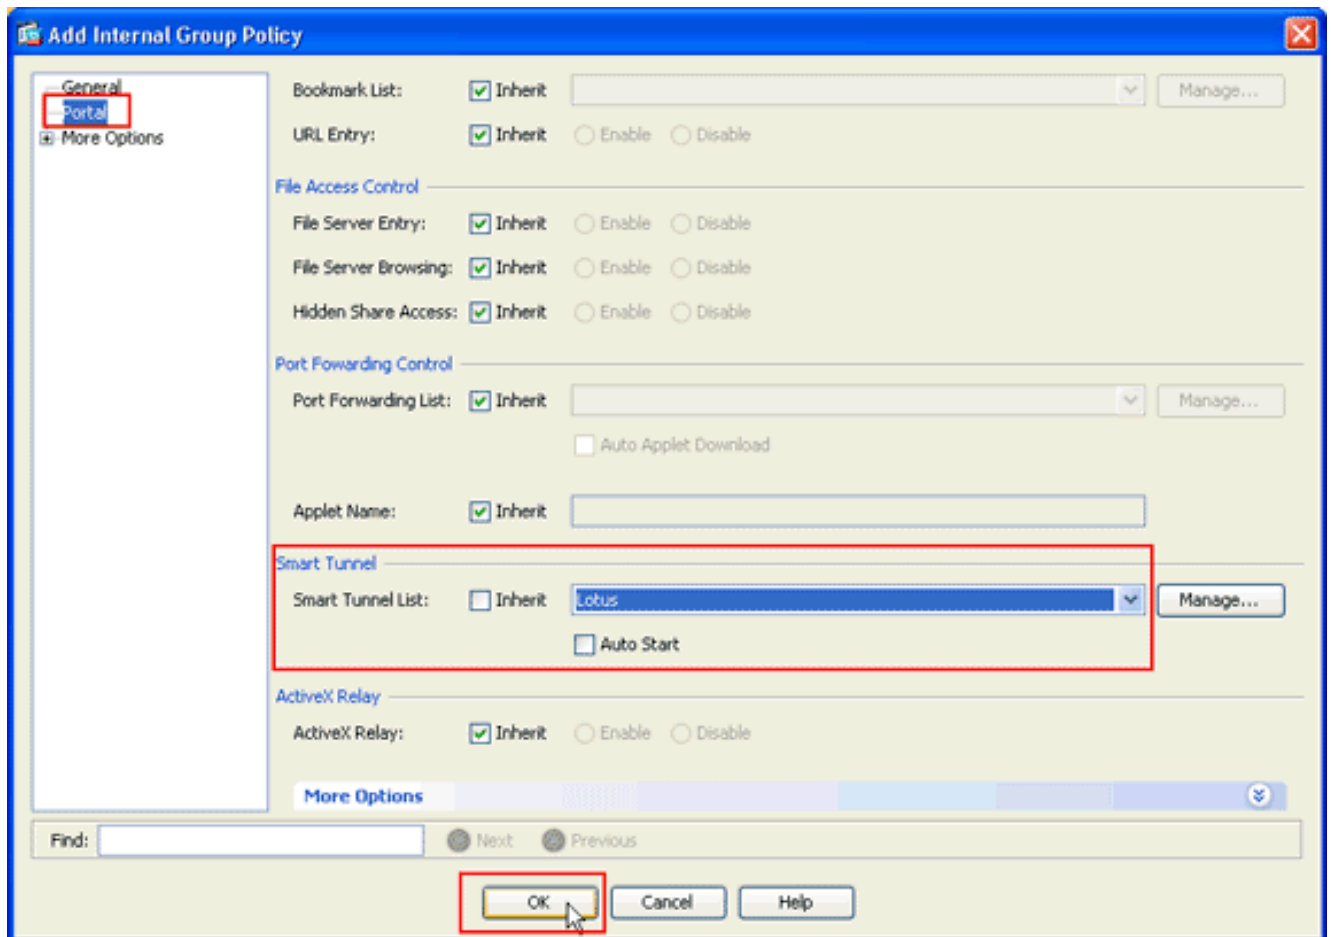 Add Internal Group Policy
General
Portal
More Options
Bookmark List: Inherit Manage...
URL Entry: Inherit Enable Disable
File Access Control
File Server Entry: Inherit Enable Disable
File Server Browsing: Inherit Enable Disable
Hidden Share Access: Inherit Enable Disable
Port Fowarding Control
Port Forwarding List: Inherit Manage...
Auto Applet Download
Applet Name: Inherit
Smart Tunnel
Smart Tunnel List: Inherit Lotus Manage...
Auto Start
ActiveX Relay
ActiveX Relay: Inherit Enable Disable
More Options
Find: Next Previous
OK Cancel Help